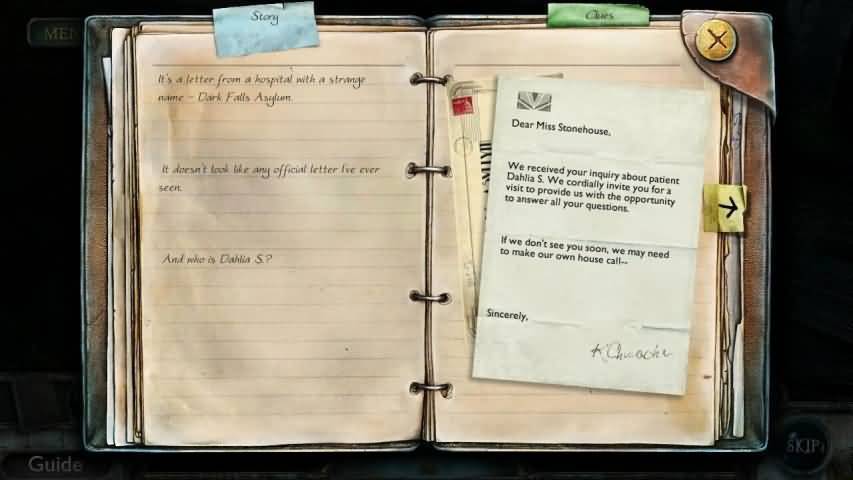 MEN
Story
Clues
It's a letter from a hospital with a strange
name - Dark Falls Asylum.
It doesn't look like any official letter I've ever
seen.
And who is Dahlia S.?
Dear Miss Stonehouse,
We received your inquiry about patient
Dahlia S. We cordially invite you for a
visit to provide us with the opportunity
to answer all your questions.
If we don't see you soon, we may need
to make our own house call--
Sincerely,
Guide
SKIP